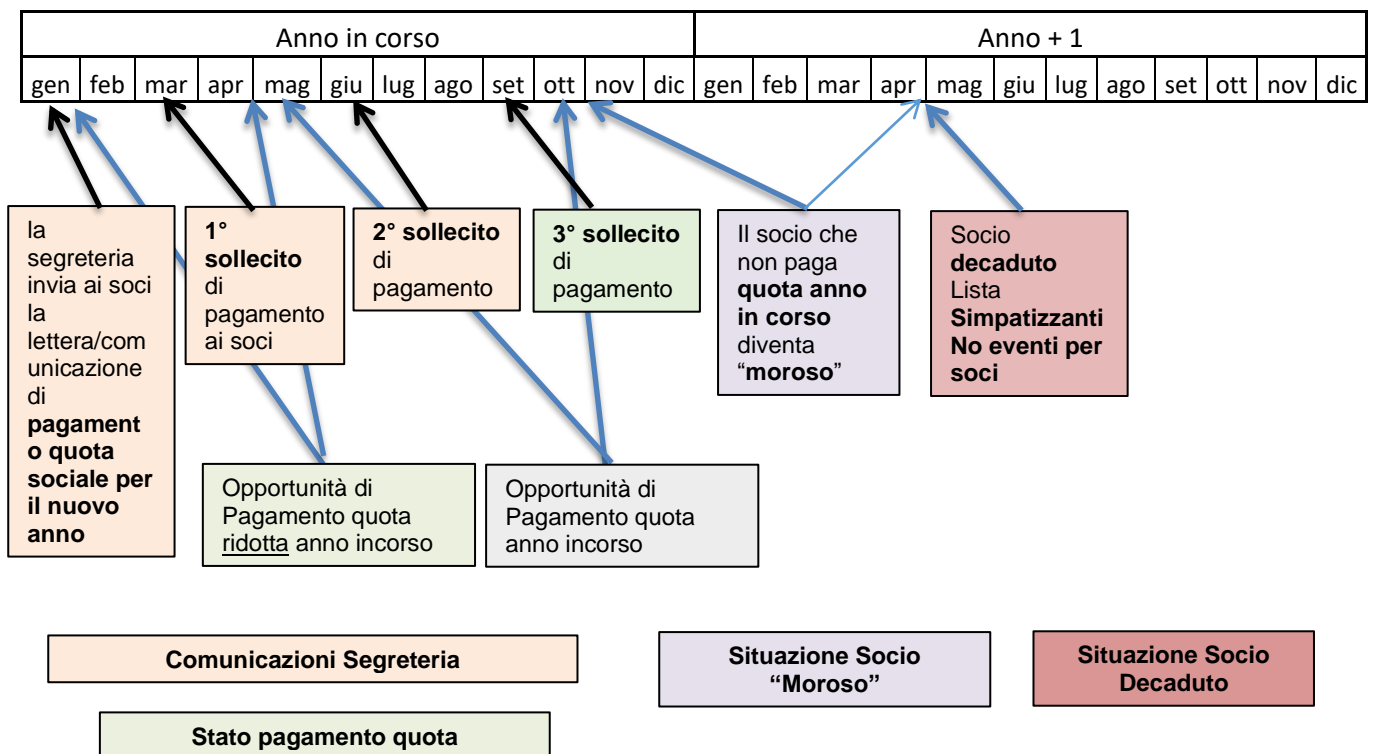 Anno in corso
Anno + 1
gen feb mar apr mag giu lug ago set ott nov dic gen feb mar apr mag giu lug ago set ott nov dic
la
segreteria
invia ai soci
la
lettera/com
unicazione
di
pagament
o quota
sociale per
il nuovo
anno
1°
sollecito
di
pagamento
ai soci
2° sollecito
di
pagamento
3° sollecito
di
pagamento
Il socio che
non paga
quota anno
in corso
diventa
“moroso”
Socio
decaduto
Lista
Simpatizzanti
No eventi per
soci
Opportunità di
Pagamento quota
ridotta anno incorso
Opportunità di
Pagamento quota
anno incorso
Comunicazioni Segreteria
Situazione Socio
“Moroso”
Situazione Socio
Decaduto
Stato pagamento quota